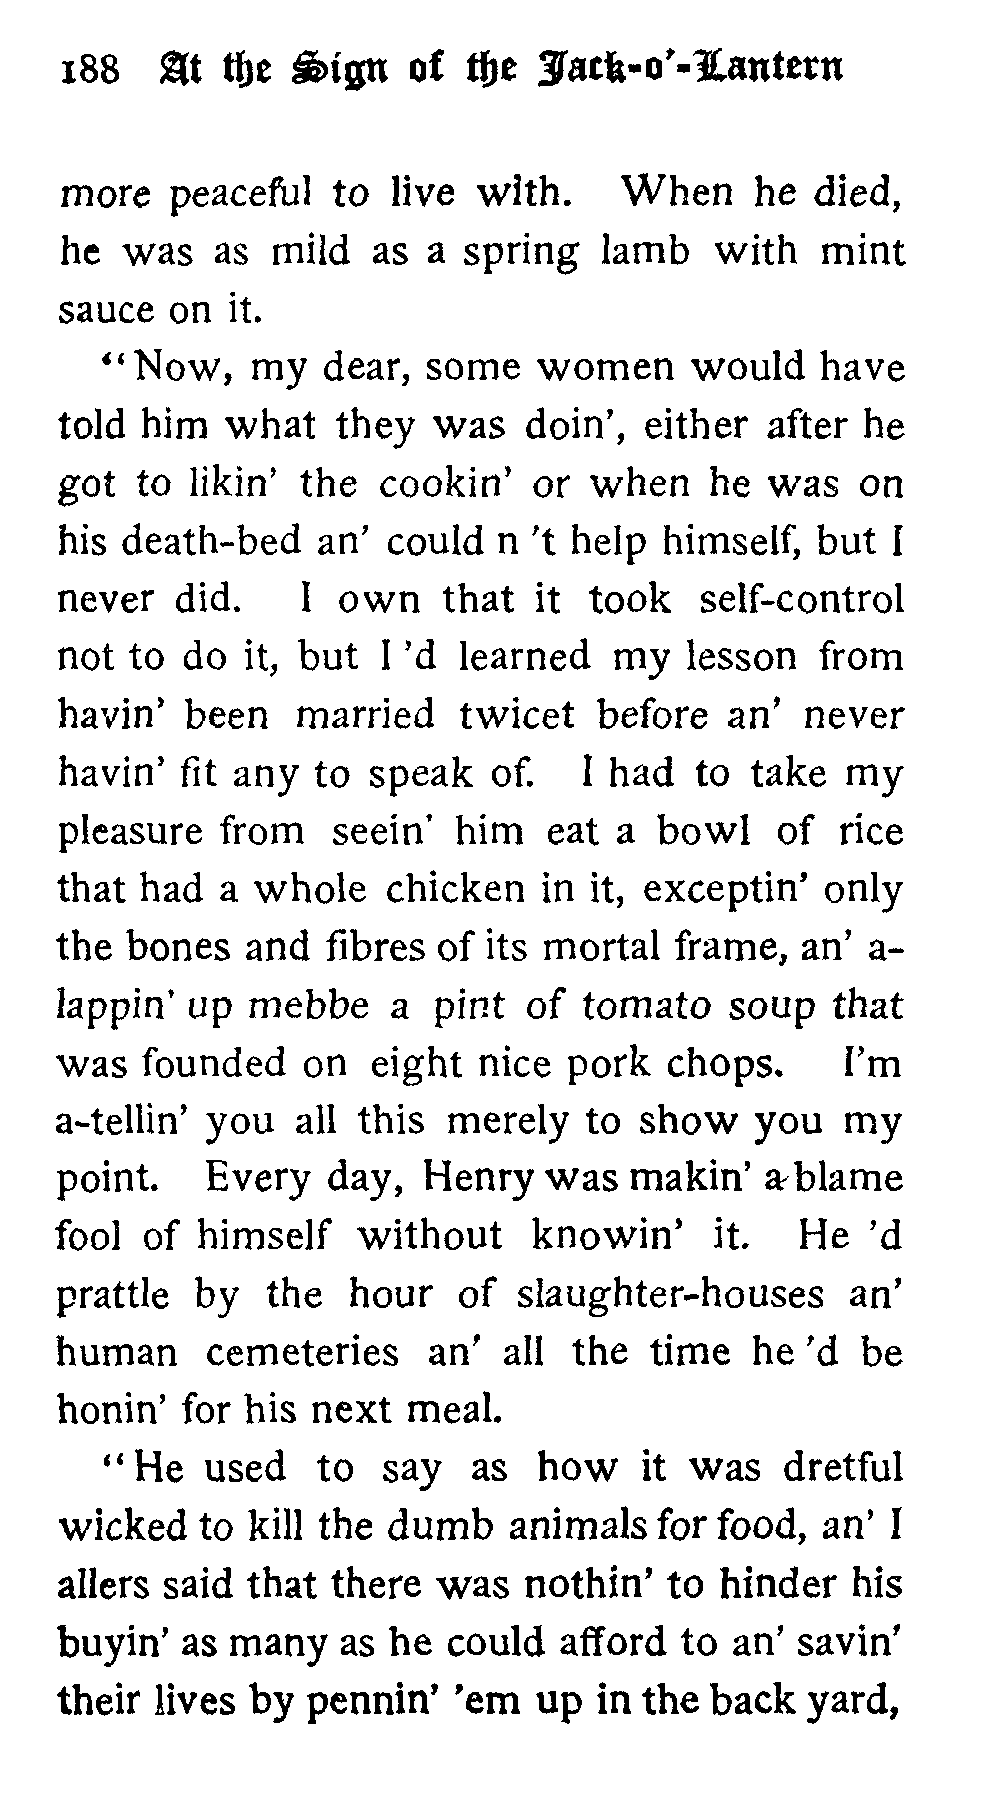 188 At the Sign of the Jack-o'-Lantern
more peaceful to live with. When he died,
he was as mild as a spring lamb with mint
sauce on it.
“Now, my dear, some women would have
told him what they was doin’, either after he
got to likin’ the cookin’ or when he was on
his death-bed an’ could n ’t help himself, but I
never did. I own that it took self-control
not to do it, but I ’d learned my lesson from
havin’ been married twicet before an’ never
havin’ fit any to speak of. I had to take my
pleasure from seein’ him eat a bowl of rice
that had a whole chicken in it, exceptin’ only
the bones and fibres of its mortal frame, an’ a-
lappin’ up mebbe a pint of tomato soup that
was founded on eight nice pork chops. I’m
a-tellin’ you all this merely to show you my
point. Every day, Henry was makin’ a blame
fool of himself without knowin’ it. He ’d
prattle by the hour of slaughter-houses an’
human cemeteries an’ all the time he ’d be
honin’ for his next meal.
“He used to say as how it was dretful
wicked to kill the dumb animals for food, an’ I
allers said that there was nothin’ to hinder his
buyin’ as many as he could afford to an’ savin’
their lives by pennin’ ’em up in the back yard,